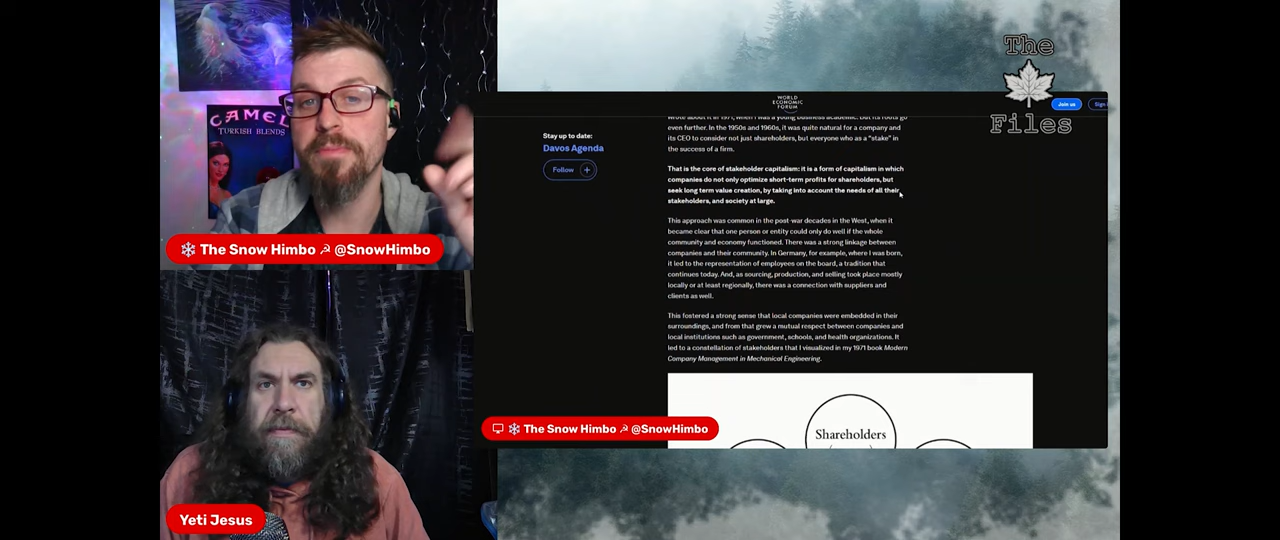 CAMEL
TURKISH BLENDS
The Snow Himbo ☭ @SnowHimbo
Yeti Jesus
The
Files
WORLD
ECONOMIC
FORUM
Join us
Sign
Stay up to date:
Davos Agenda
Follow +
wrote about it in 1971, when I was a young business academic. But its roots go
even further. In the 1950s and 1960s, it was quite natural for a company and
its CEO to consider not just shareholders, but everyone who as a “stake” in
the success of a firm.
That is the core of stakeholder capitalism: it is a form of capitalism in which
companies do not only optimize short-term profits for shareholders, but
seek long term value creation, by taking into account the needs of all their
stakeholders, and society at large.
This approach was common in the post-war decades in the West, when it
became clear that one person or entity could only do well if the whole
community and economy functioned. There was a strong linkage between
companies and their community. In Germany, for example, where I was born,
it led to the representation of employees on the board, a tradition that
continues today. And, as sourcing, production, and selling took place mostly
locally or at least regionally, there was a connection with suppliers and
clients as well.
This fostered a strong sense that local companies were embedded in their
surroundings, and from that grew a mutual respect between companies and
local institutions such as government, schools, and health organizations. It
led to a constellation of stakeholders that I visualized in my 1971 book Modern
Company Management in Mechanical Engineering.
Shareholders
The Snow Himbo ☭ @SnowHimbo